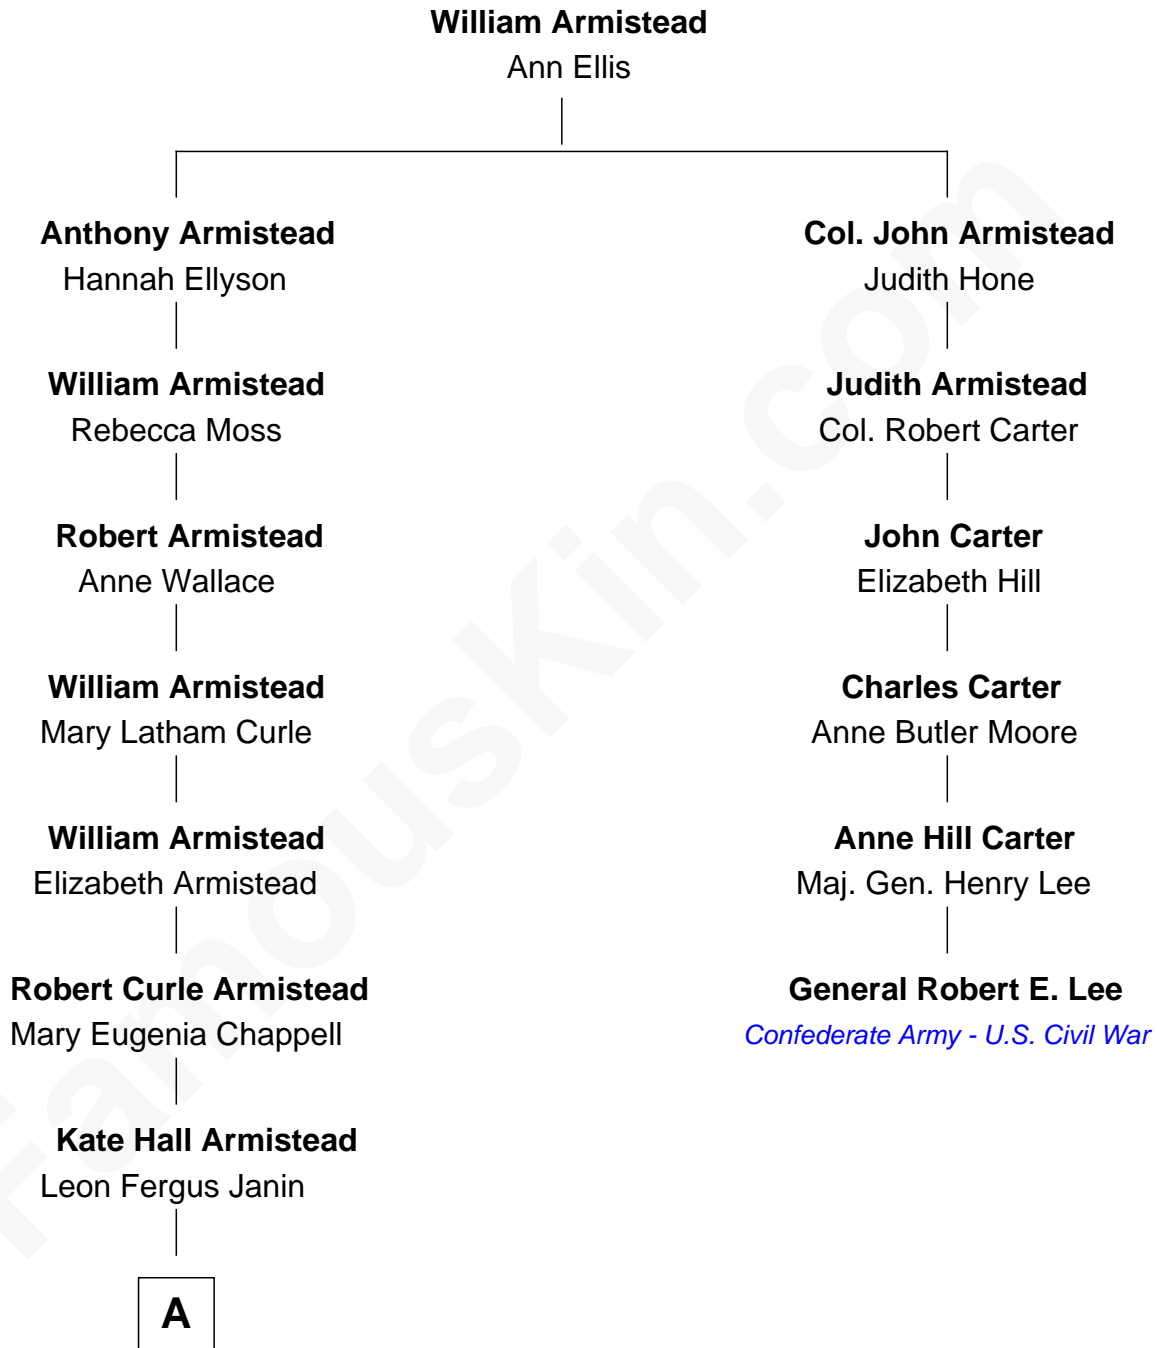 William Armistead
Ann Ellis
Anthony Armistead
Hannah Ellyson
William Armistead
Rebecca Moss
Robert Armistead
Anne Wallace
William Armistead
Mary Latham Curle
William Armistead
Elizabeth Armistead
Robert Curle Armistead
Mary Eugenia Chappell
Kate Hall Armistead
Leon Fergus Janin
A
Col. John Armistead
Judith Hone
Judith Armistead
Col. Robert Carter
John Carter
Elizabeth Hill
Charles Carter
Anne Butler Moore
Anne Hill Carter
Maj. Gen. Henry Lee
General Robert E. Lee
Confederate Army - U.S. Civil War
FamousKin.com